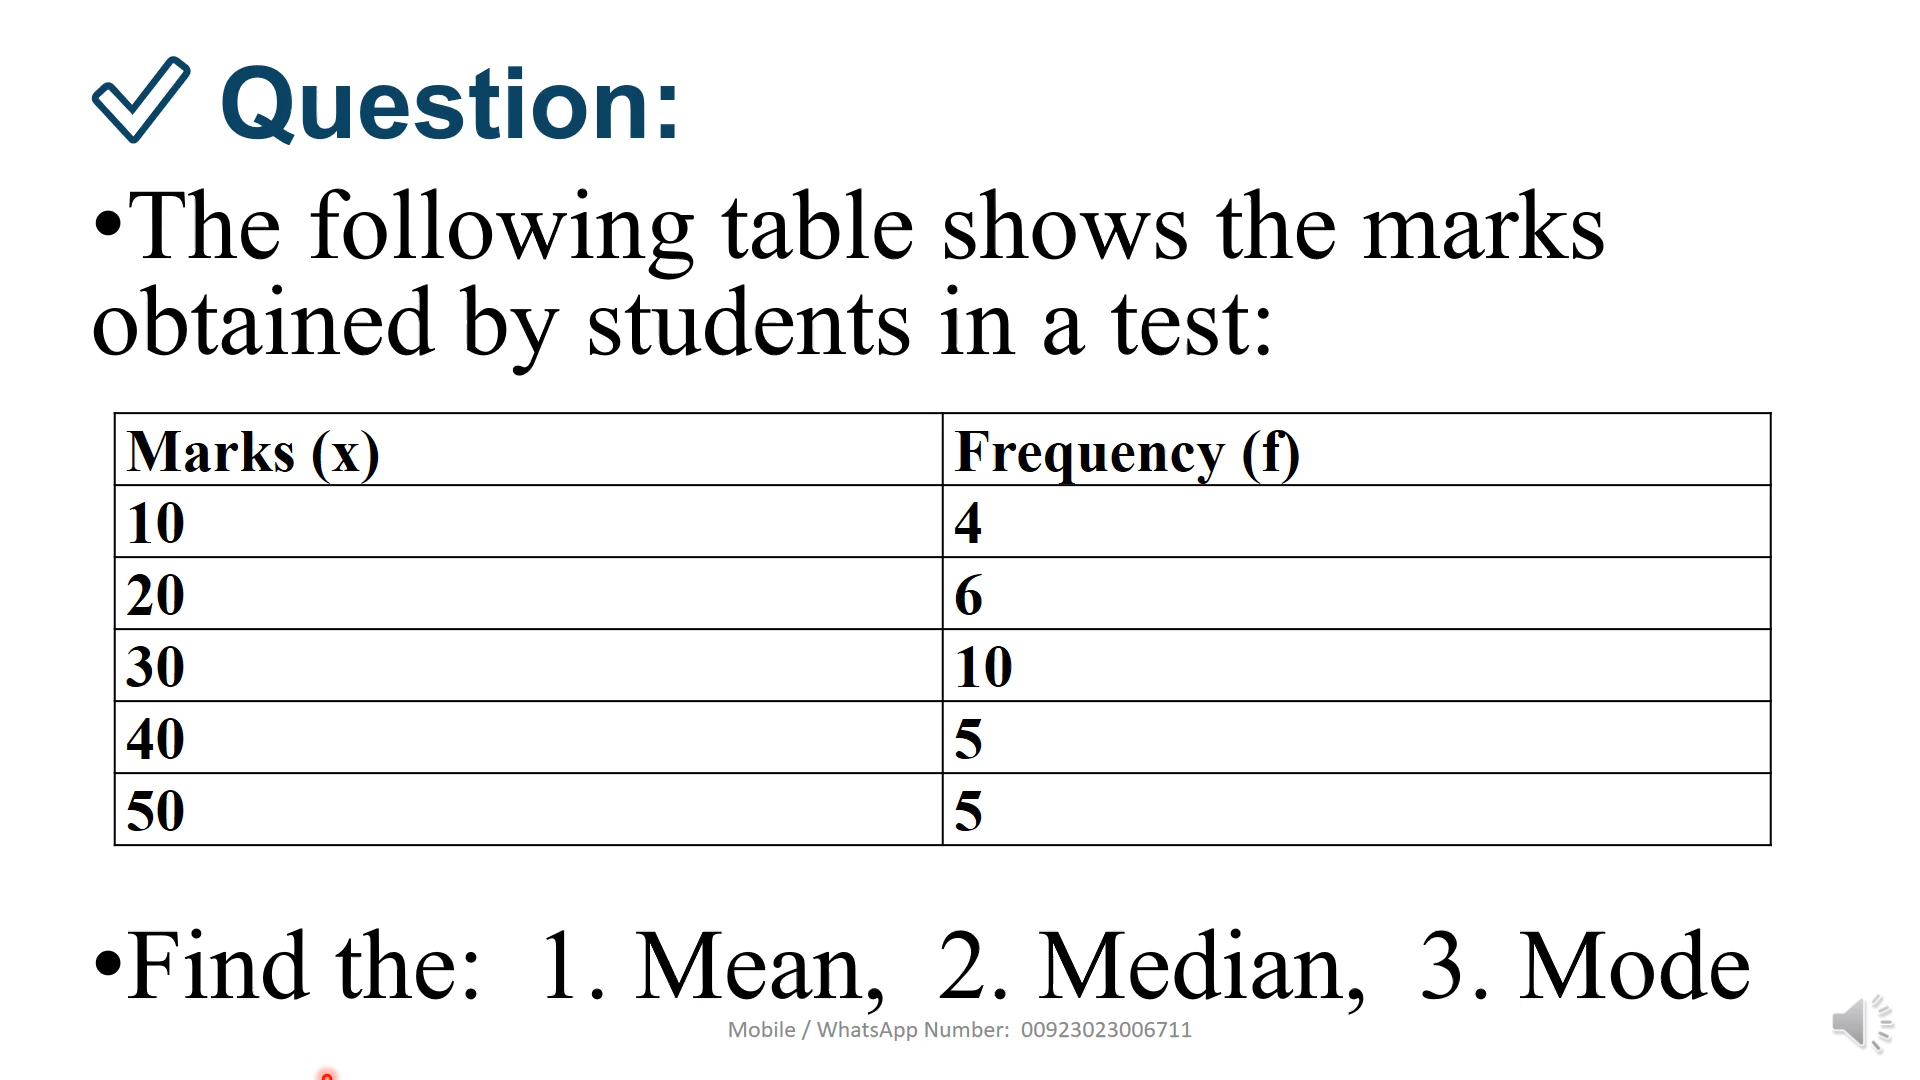 Question:
•The following table shows the marks
obtained by students in a test:
Marks (x) Frequency (f)
10 4
20 6
30 10
40 5
50 5
•Find the: 1. Mean, 2. Median, 3. Mode
Mobile / WhatsApp Number: 00923023006711